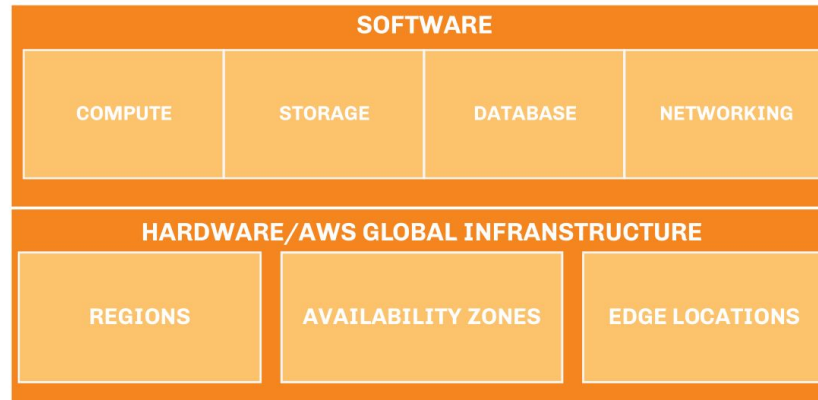 SOFTWARE
COMPUTE STORAGE DATABASE NETWORKING
HARDWARE/AWS GLOBAL INFRANSTRUCTURE
REGIONS AVAILABILITY ZONES EDGE LOCATIONS